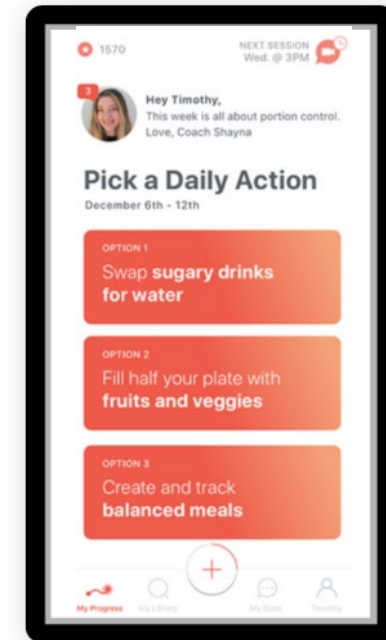 1570
NEXT SESSION
Wed. @ 3PM
3
Hey Timothy,
This week is all about portion control.
Love, Coach Shayna
Pick a Daily Action
December 6th - 12th
OPTION 1
Swap sugary drinks
for water
OPTION 2
Fill half your plate with
fruits and veggies
OPTION 3
Create and track
balanced meals
+
My Progress
My Library
My
Timothy